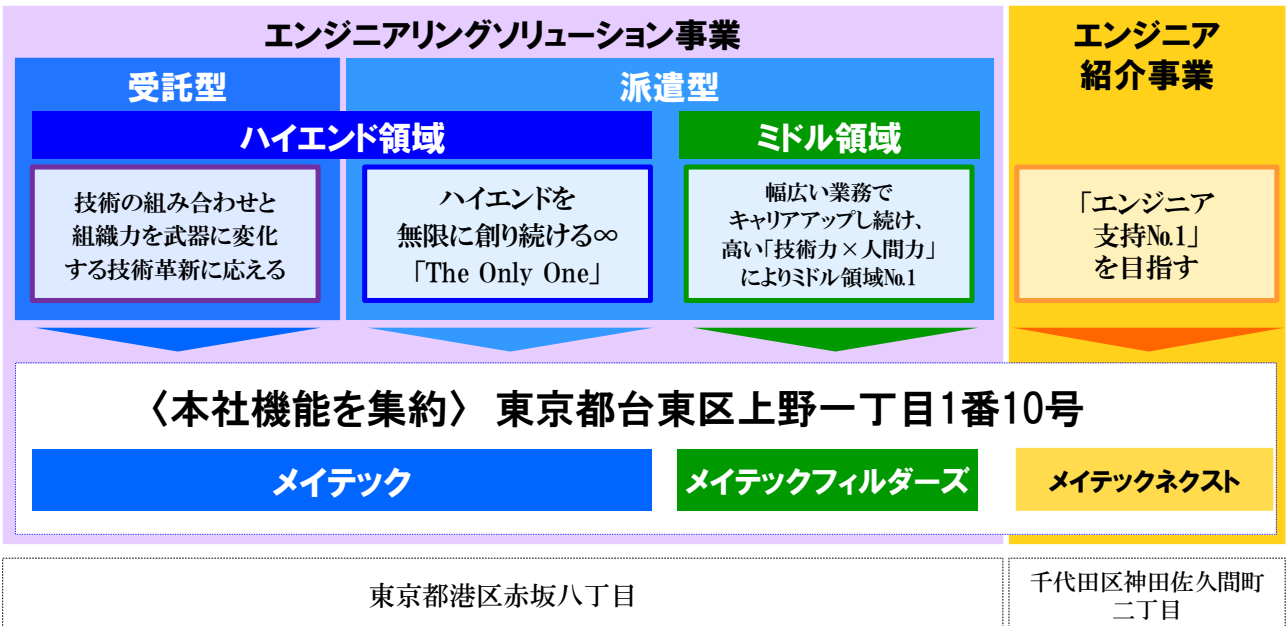 エンジニアリングソリューション事業
エンジニア
紹介事業
受託型
派遣型
ハイエンド領域
ミドル領域
技術の組み合わせと
組織力を武器に変化
する技術革新に応える
ハイエンドを
無限に創り続ける∞
「The Only One」
幅広い業務で
キャリアアップし続け、
高い「技術力×人間力」
によりミドル領域№1
「エンジニア
支持№1」
を目指す
〈本社機能を集約〉 東京都台東区上野一丁目1番10号
メイテック
メイテックフィルダーズ
メイテックネクスト
東京都港区赤坂八丁目
千代田区神田佐久間町
二丁目